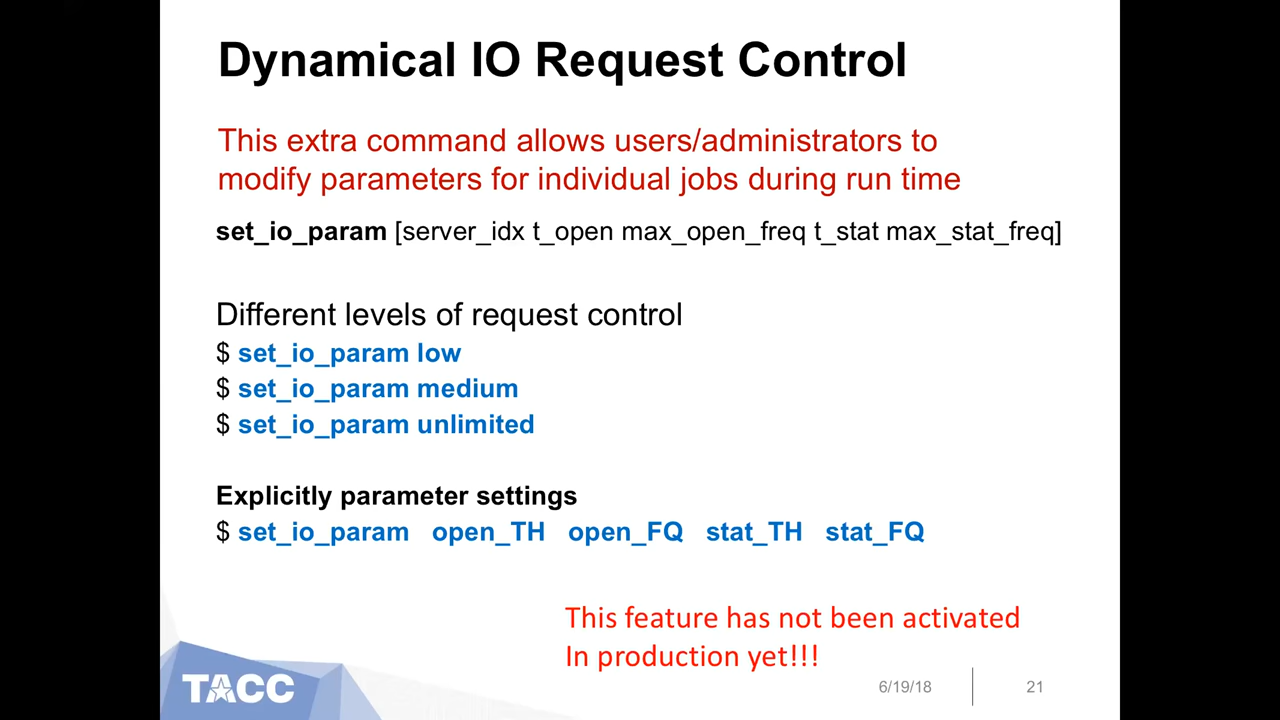 Dynamical IO Request Control
This extra command allows users/administrators to
modify parameters for individual jobs during run time
set_io_param [server_idx t_open max_open_freq t_stat max_stat_freq]
Different levels of request control
$ set_io_param low
$ set_io_param medium
$ set_io_param unlimited
Explicitly parameter settings
$ set_io_param open_TH open_FQ stat_TH stat_FQ
This feature has not been activated
In production yet!!!
TACC
6/19/18
21